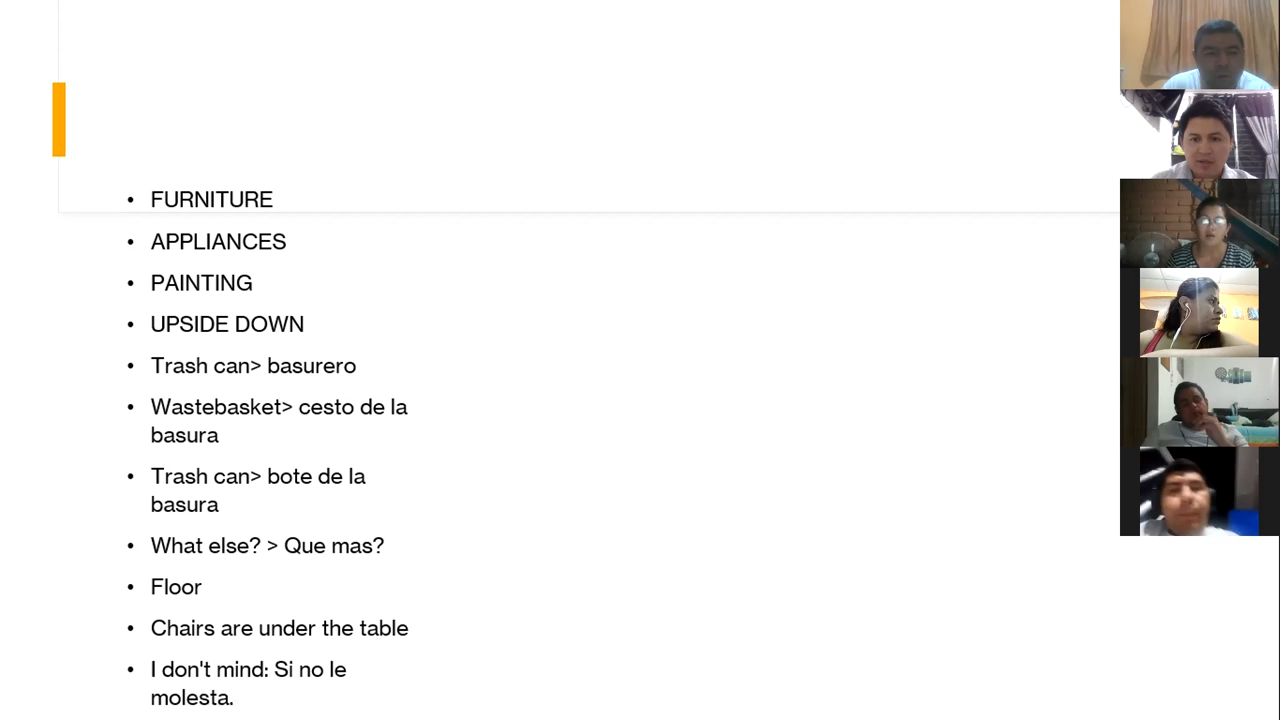 • FURNITURE
• APPLIANCES
• PAINTING
• UPSIDE DOWN
• Trash can> basurero
• Wastebasket> cesto de la
basura
• Trash can> bote de la
basura
• What else? > Que mas?
• Floor
• Chairs are under the table
• I don't mind: Si no le
molesta.